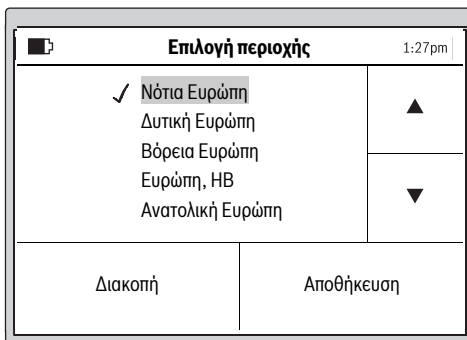 Επιλογή περιοχής 1:27pm
Νότια Ευρώπη
Δυτική Ευρώπη
Βόρεια Ευρώπη
Ευρώπη, ΗΒ
Ανατολική Ευρώπη
Διακοπή Αποθήκευση